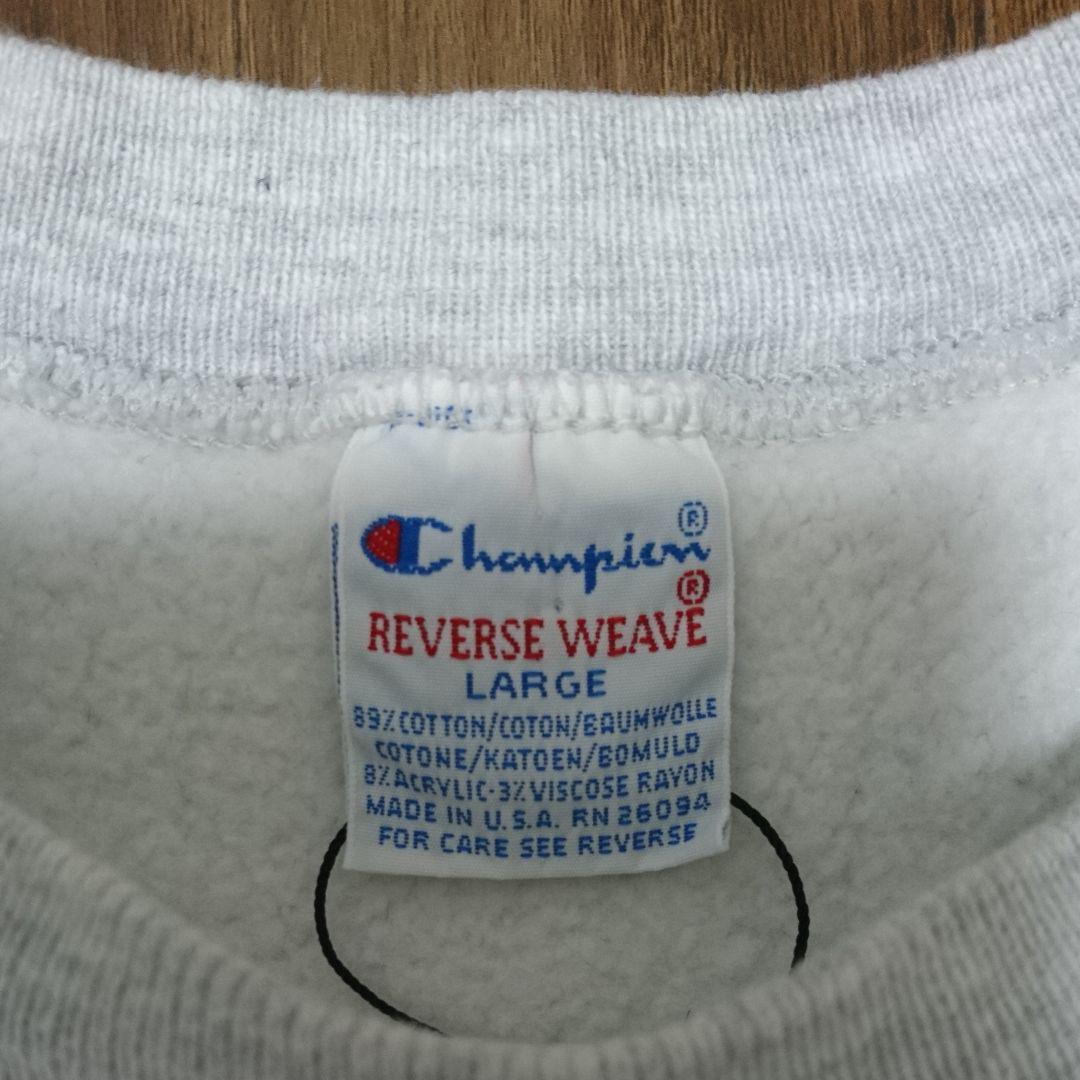 Champion®
REVERSE WEAVE®
LARGE
89% COTTON/COTON/BAUMWOLLE
COTONE/KATOEN/BOMULD
8% ACRYLIC-3% VISCOSE RAYON
MADE IN U.S.A. RN 26094
FOR CARE SEE REVERSE